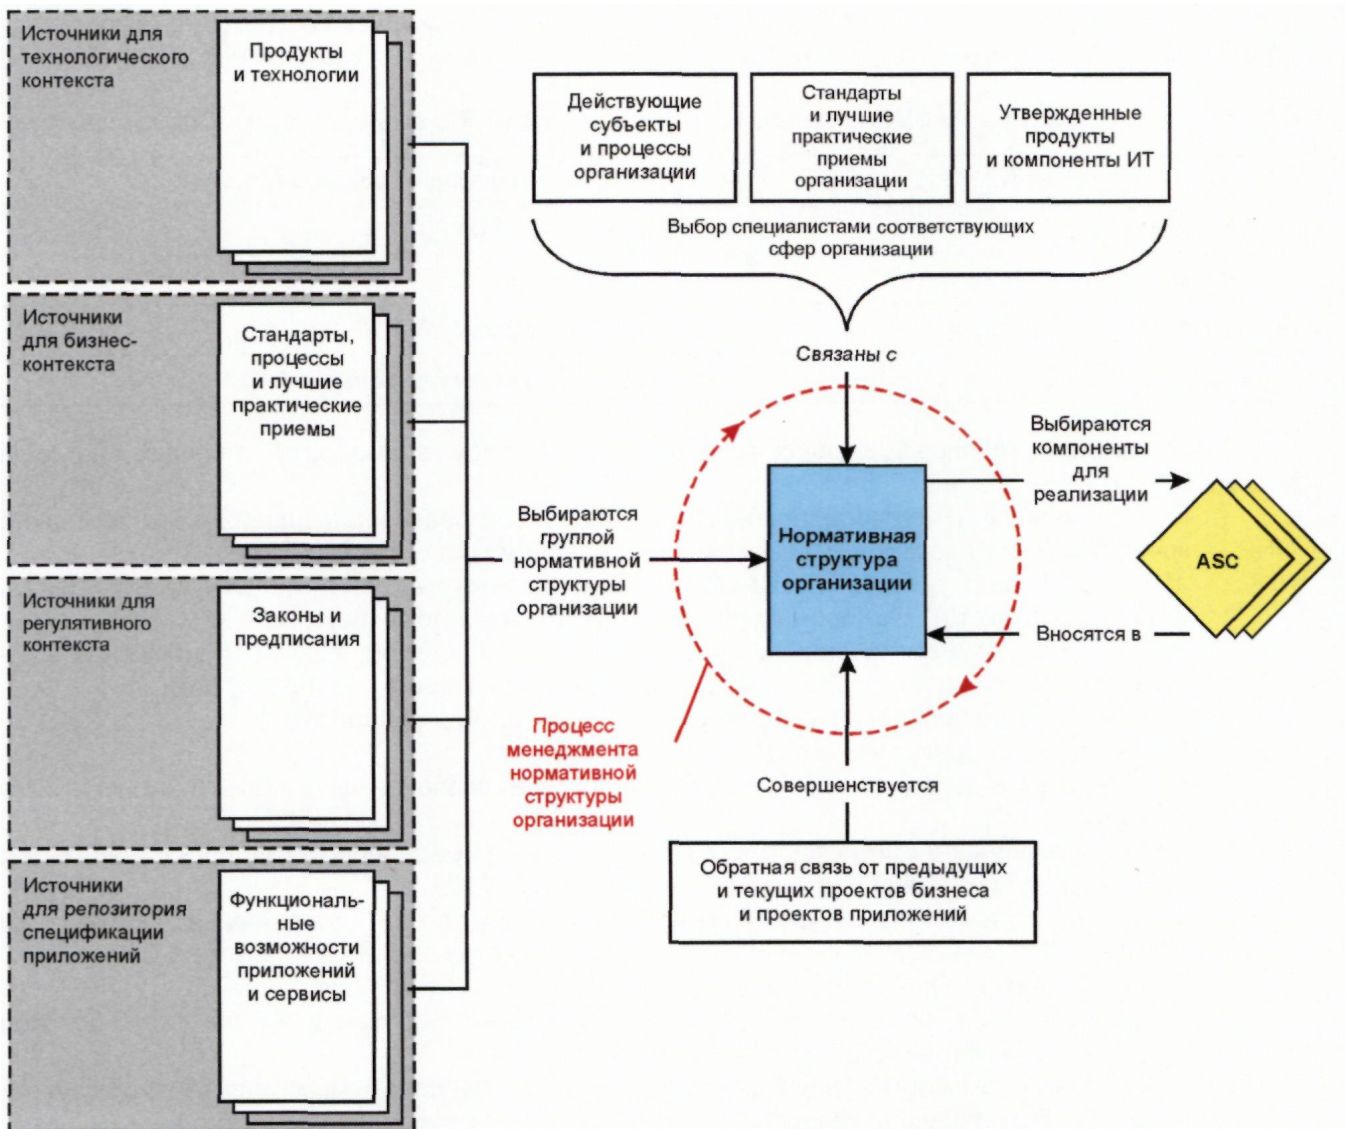 Источники для
технологического
контекста
Продукты
и технологии
Источники
для бизнес-
контекста
Стандарты,
процессы
и лучшие
практические
приемы
Источники для
регулятивного
контекста
Законы и
предписания
Источники
для репозитория
спецификации
приложений
Функциональ-
ные
возможности
приложений
и сервисы
Выбираются
группой
нормативной
структуры
организации
Действующие
субъекты
и процессы
организации
Стандарты
и лучшие
практические
приемы
организации
Утвержденные
продукты
и компоненты ИТ
Выбор специалистами соответствующих
сфер организации
Связаны с
Нормативная
структура
организации
Выбираются
компоненты
для
реализации
ASC
Вносятся в
Процесс
менеджмента
нормативной
структуры
организации
Совершенствуется
Обратная связь от предыдущих
и текущих проектов бизнеса
и проектов приложений